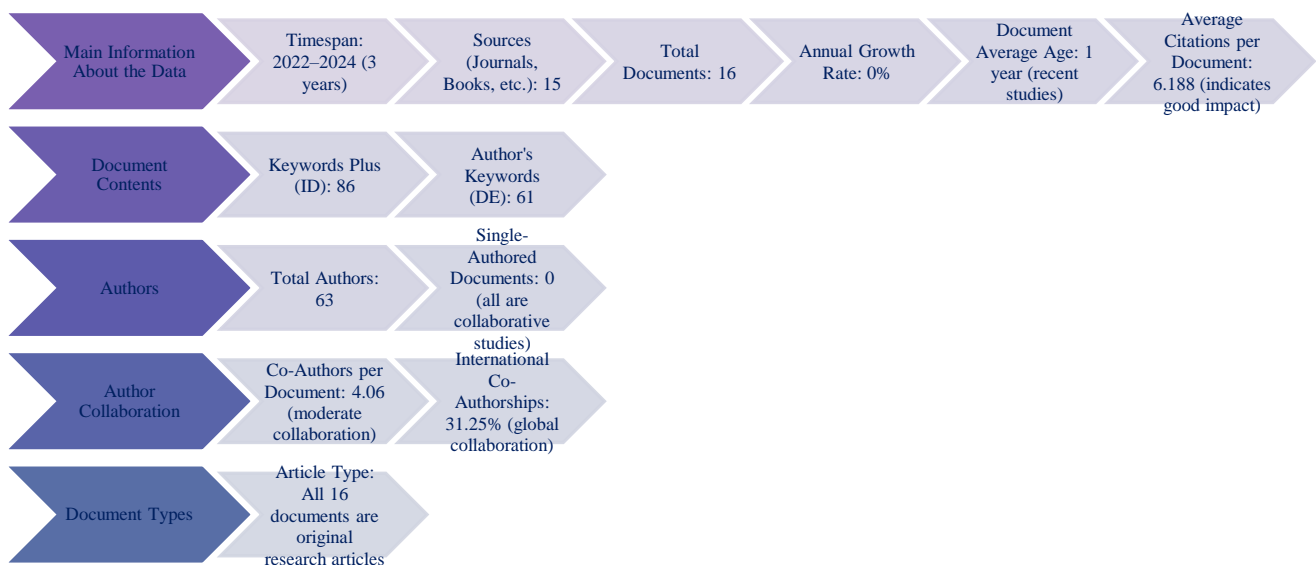 Main Information
About the Data
Timespan:
2022–2024 (3
years)
Sources
(Journals,
Books, etc.): 15
Total
Documents: 16
Annual Growth
Rate: 0%
Document
Average Age: 1
year (recent
studies)
Average
Citations per
Document:
6.188 (indicates
good impact)
Document
Contents
Keywords Plus
(ID): 86
Author's
Keywords
(DE): 61
Authors
Total Authors:
63
Single-
Authored
Documents: 0
(all are
collaborative
studies)
Author
Collaboration
Co-Authors per
Document: 4.06
(moderate
collaboration)
International
Co-
Authorships:
31.25% (global
collaboration)
Document Types
Article Type:
All 16
documents are
original
research articles